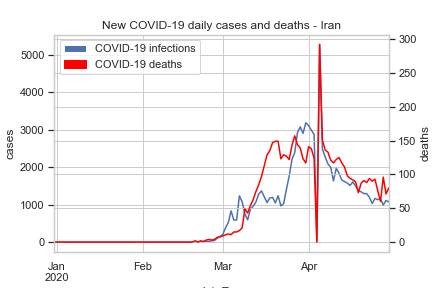 New COVID-19 daily cases and deaths - Iran
COVID-19 infections
COVID-19 deaths
5000
4000
3000
2000
1000
0
cases
300
250
200
150
100
50
0
deaths
Jan
2020
Feb
Mar
Apr